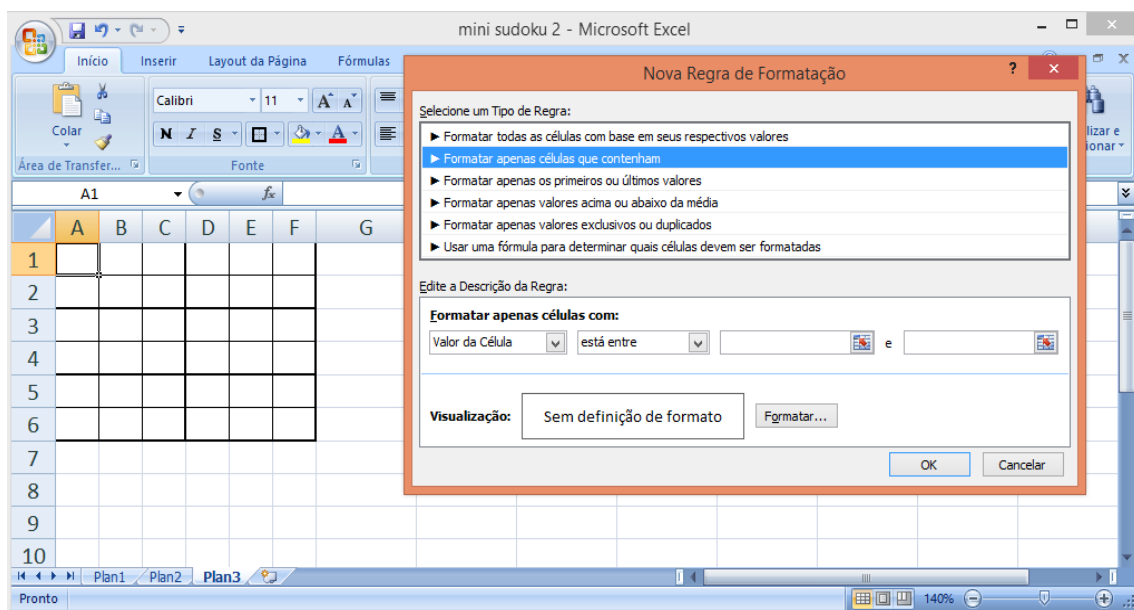 mini sudoku 2 - Microsoft Excel
Início Inserir Layout da Página Fórmulas
Colar
Calibri 11 A A
N I S A
Área de Transfer... Fonte
lizar e
ionar
A1 fx
A B C D E F G
1
2
3
4
5
6
7
8
9
10
Nova Regra de Formatação ?
Selecione um Tipo de Regra:
► Formatar todas as células com base em seus respectivos valores
► Formatar apenas células que contenham
► Formatar apenas os primeiros ou últimos valores
► Formatar apenas valores acima ou abaixo da média
► Formatar apenas valores exclusivos ou duplicados
► Usar uma fórmula para determinar quais células devem ser formatadas
Edite a Descrição da Regra:
Formatar apenas células com:
Valor da Célula está entre e
Visualização: Sem definição de formato Formatar...
OK Cancelar
Plan1 Plan2 Plan3
Pronto 140%